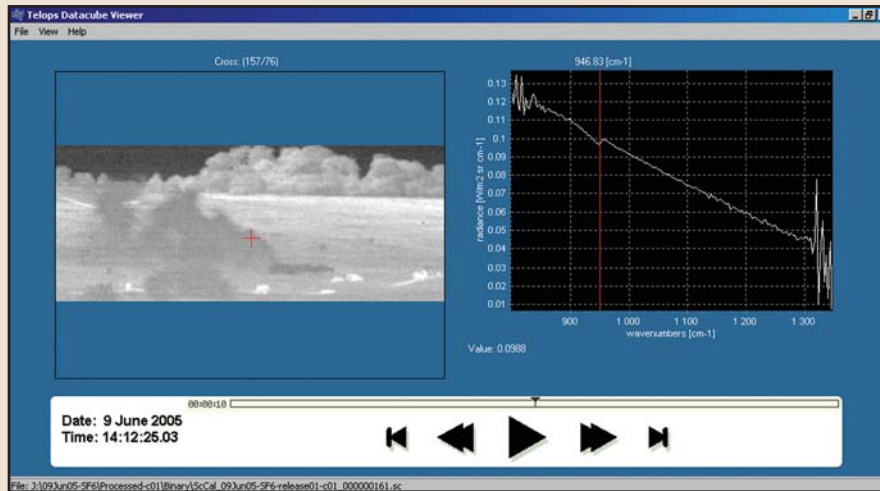 Telops Datacube Viewer
File View Help
Cross: (157/76)
946.83 [cm-1]
0.13
0.12
0.11
0.1
0.09
0.08
0.07
0.06
0.05
0.04
0.03
0.02
0.01
radiance [W/m2 sr cm-1]
900 1 000 1 100 1 200 1 300
wavenumbers [cm-1]
Value: 0.0988
00:00:10
Date: 9 June 2005
Time: 14:12:25.03
File: J:\09Jun05-SF6\Processed-c01\Binary\ScCal_09Jun05-SF6-release01-c01_000000161.sc